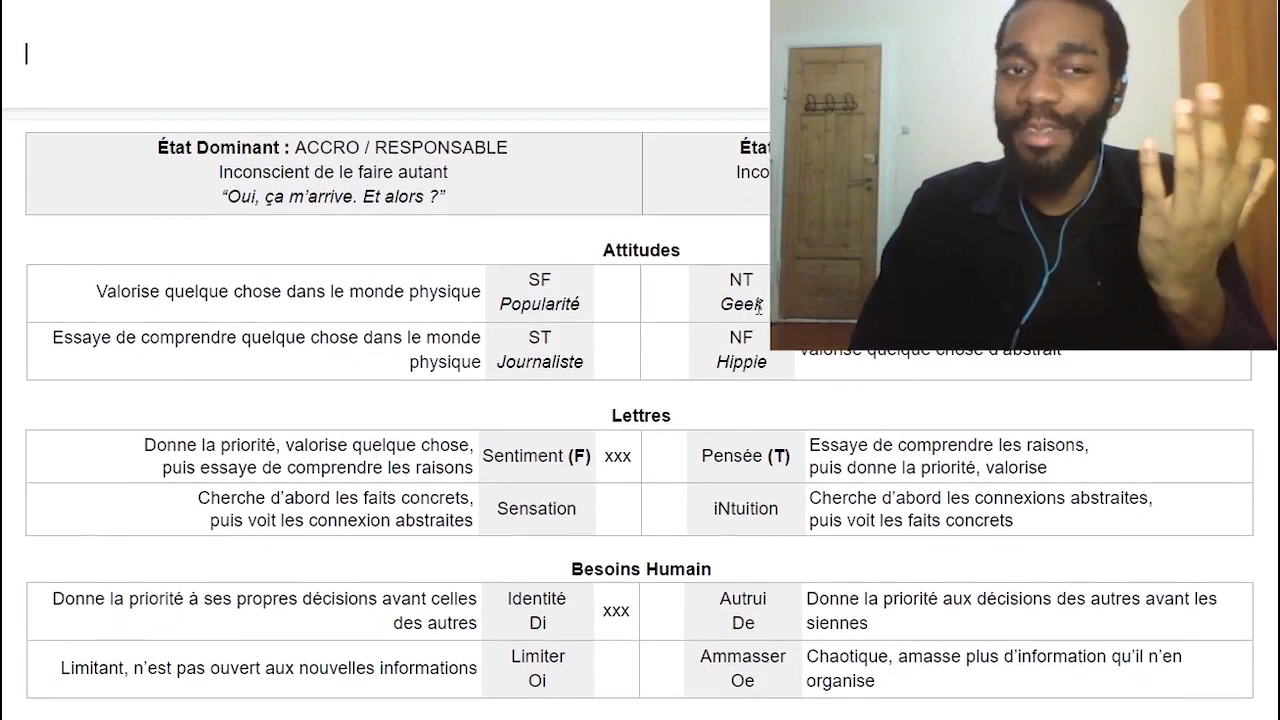 État Dominant : ACCRO / RESPONSABLE
Inconscient de le faire autant
“Oui, ça m’arrive. Et alors ?”
État
Inco
Attitudes
Valorise quelque chose dans le monde physique
SF
Popularité
NT
Geek
Essaye de comprendre quelque chose dans le monde
physique
ST
Journaliste
NF
Hippie
valorise quelque chose d’abstrait
Lettres
Donne la priorité, valorise quelque chose,
puis essaye de comprendre les raisons
Sentiment (F)
xxx
Pensée (T)
Essaye de comprendre les raisons,
puis donne la priorité, valorise
Cherche d’abord les faits concrets,
puis voit les connexion abstraites
Sensation
iNtuition
Cherche d’abord les connexions abstraites,
puis voit les faits concrets
Besoins Humain
Donne la priorité à ses propres décisions avant celles
des autres
Identité
Di
xxx
Autrui
De
Donne la priorité aux décisions des autres avant les
siennes
Limitant, n’est pas ouvert aux nouvelles informations
Limiter
Oi
Ammasser
Oe
Chaotique, amasse plus d’information qu’il n’en
organise